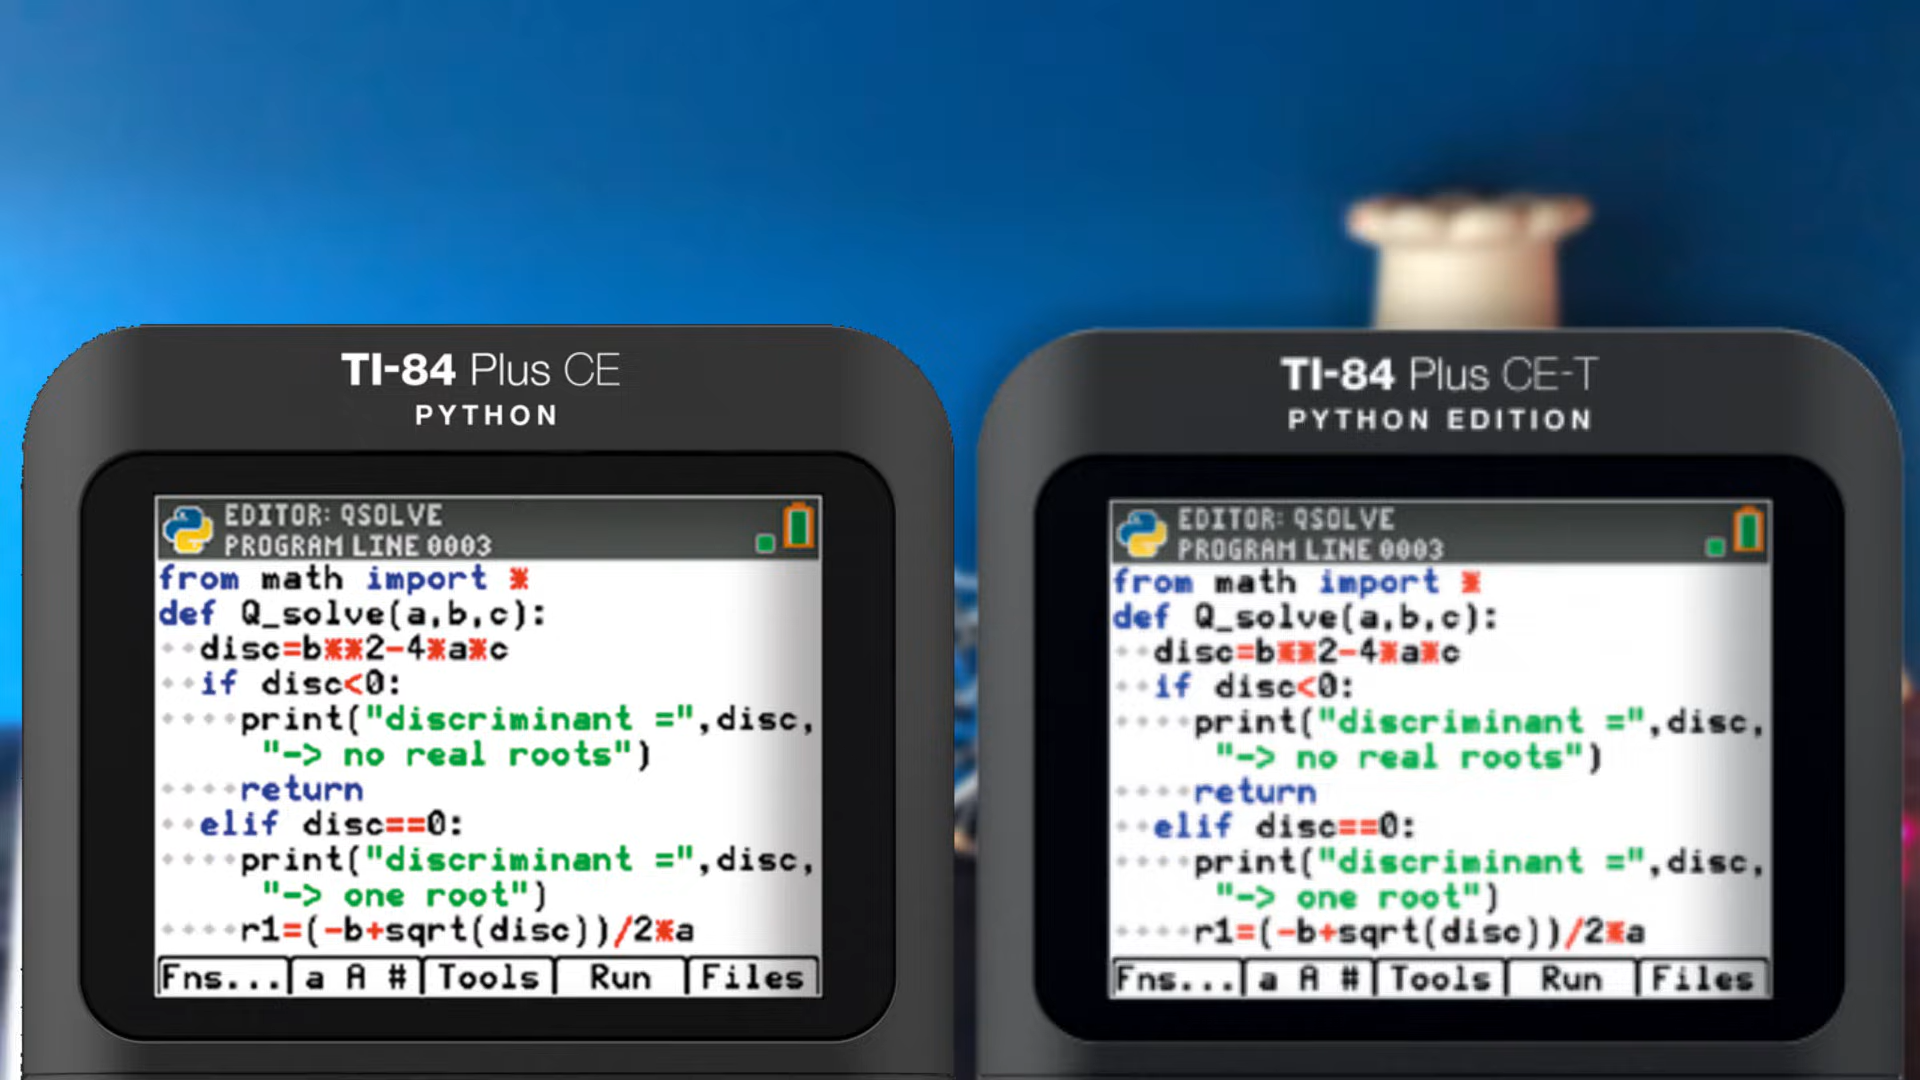 TI-84 Plus CE
PYTHON
EDITOR: QSOLVE
PROGRAM LINE 0003
from math import *
def Q_solve(a,b,c):
disc=b**2-4*a*c
if disc<0:
print("discriminant =",disc,
"-> no real roots")
return
elif disc==0:
print("discriminant =",disc,
"-> one root")
r1=(-b+sqrt(disc))/2*a
Fns... a A # Tools Run Files
TI-84 Plus CE-T
PYTHON EDITION
EDITOR: QSOLVE
PROGRAM LINE 0003
from math import *
def Q_solve(a,b,c):
disc=b**2-4*a*c
if disc<0:
print("discriminant =",disc,
"-> no real roots")
return
elif disc==0:
print("discriminant =",disc,
"-> one root")
r1=(-b+sqrt(disc))/2*a
Fns... a A # Tools Run Files